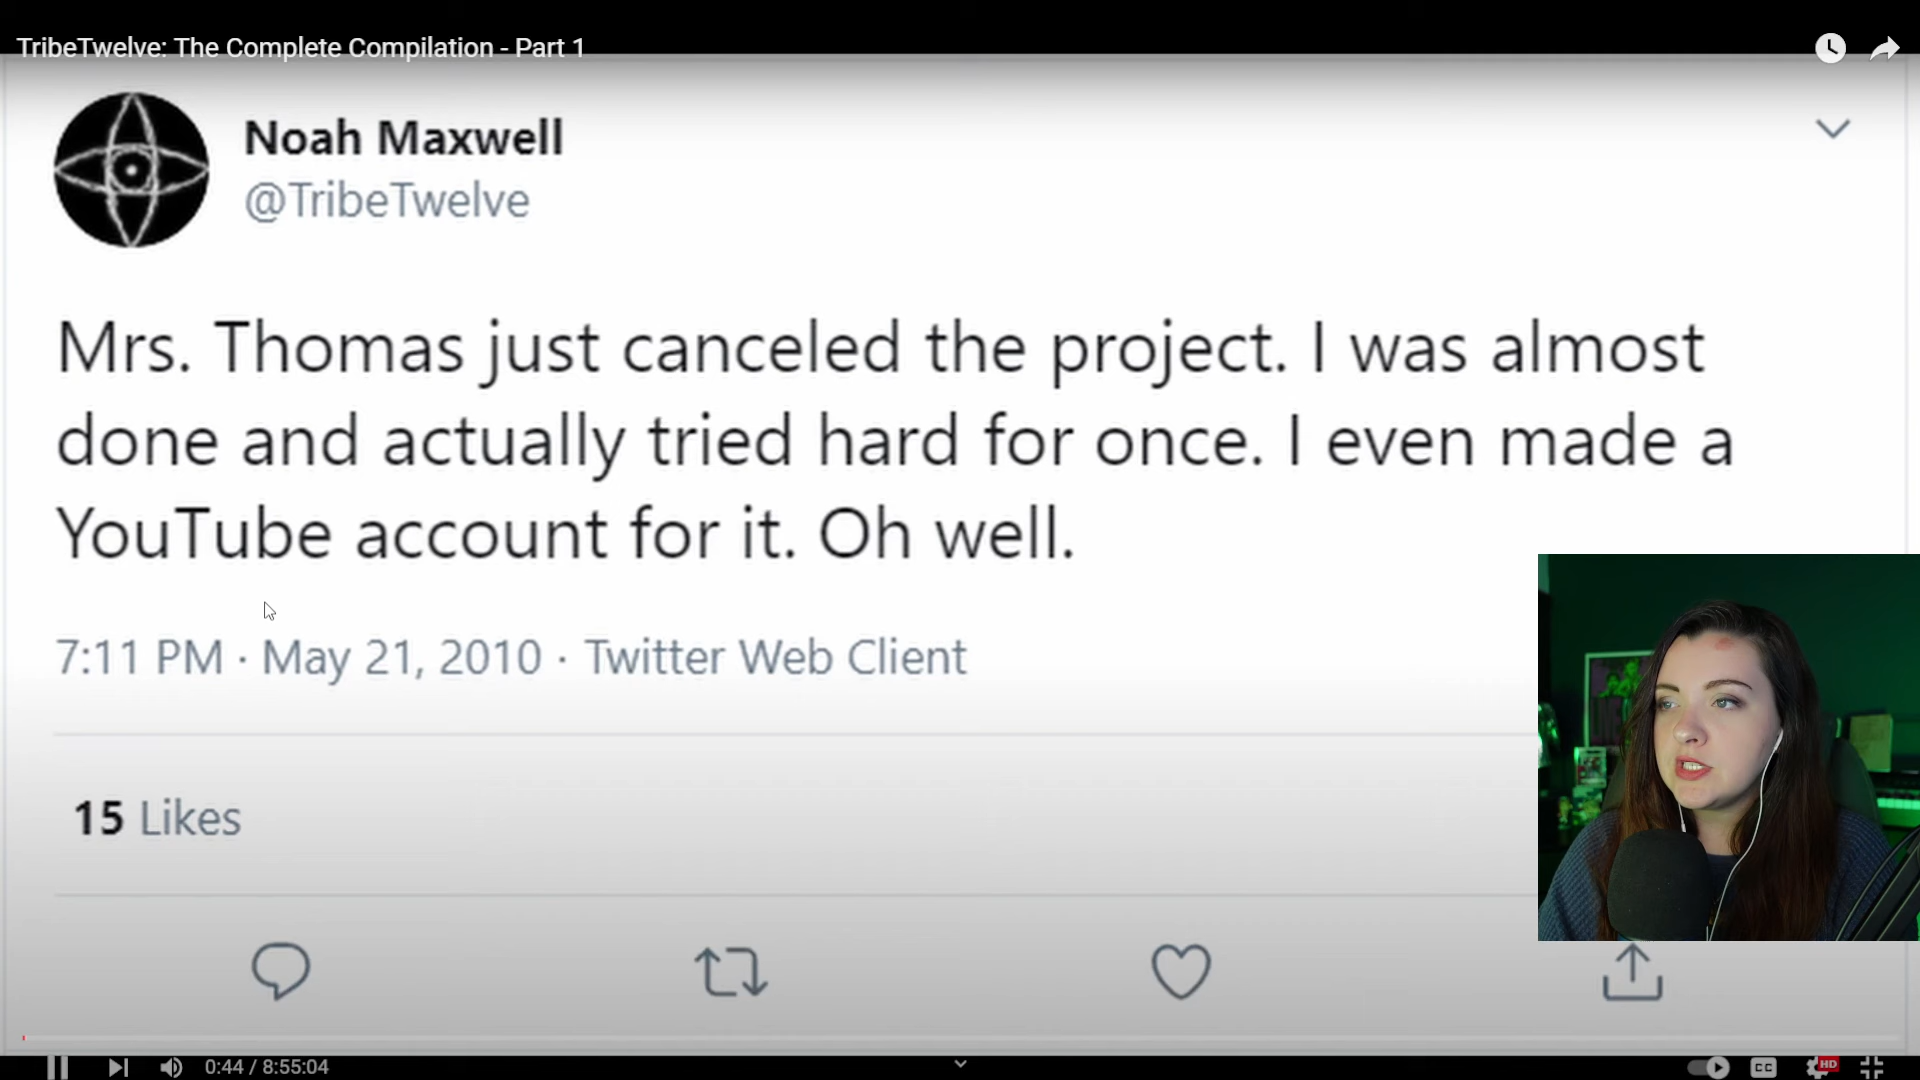 TribeTwelve: The Complete Compilation - Part 1
Noah Maxwell
@TribeTwelve
Mrs. Thomas just canceled the project. I was almost
done and actually tried hard for once. I even made a
YouTube account for it. Oh well.
7:11 PM · May 21, 2010 · Twitter Web Client
15 Likes
0:44 / 8:55:04
CC
HD